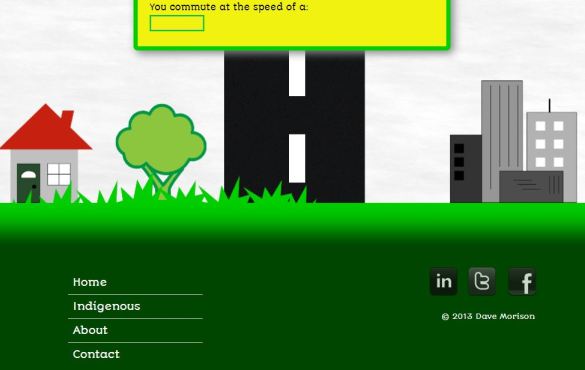 You commute at the speed of a:
Home
Indigenous
About
Contact
in
t
f
© 2013 Dave Morison